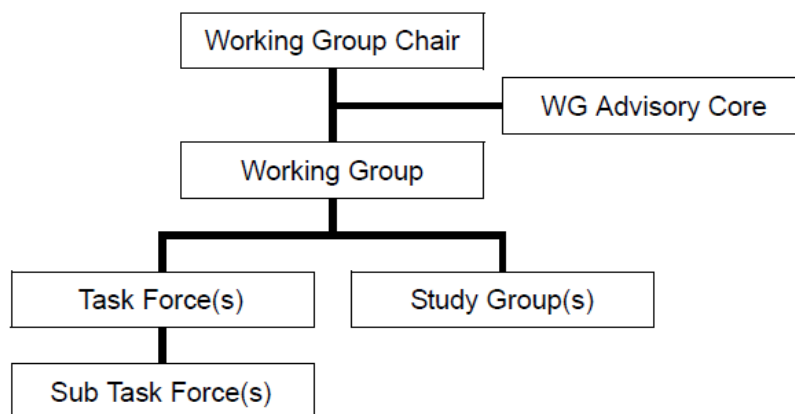 Working Group Chair
WG Advisory Core
Working Group
Task Force(s)
Study Group(s)
Sub Task Force(s)